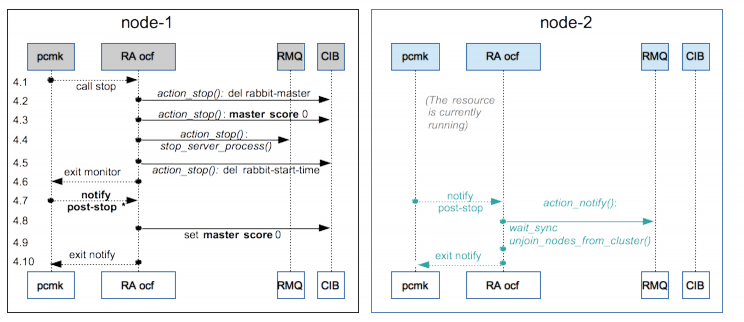 node-1
pcmk RA ocf RMQ CIB
4.1
call stop
4.2
action_stop(): del rabbit-master
4.3
action_stop(): master score 0
4.4
action_stop():
stop_server_process()
4.5
action_stop(): del rabbit-start-time
4.6
exit monitor
4.7
notify
post-stop *
4.8
set master score 0
4.9
4.10
exit notify
pcmk RA ocf RMQ CIB
node-2
pcmk RA ocf RMQ CIB
(The resource
is currently
running)
notify
post-stop
action_notify():
wait_sync
unjoin_nodes_from_cluster()
exit notify
pcmk RA ocf RMQ CIB